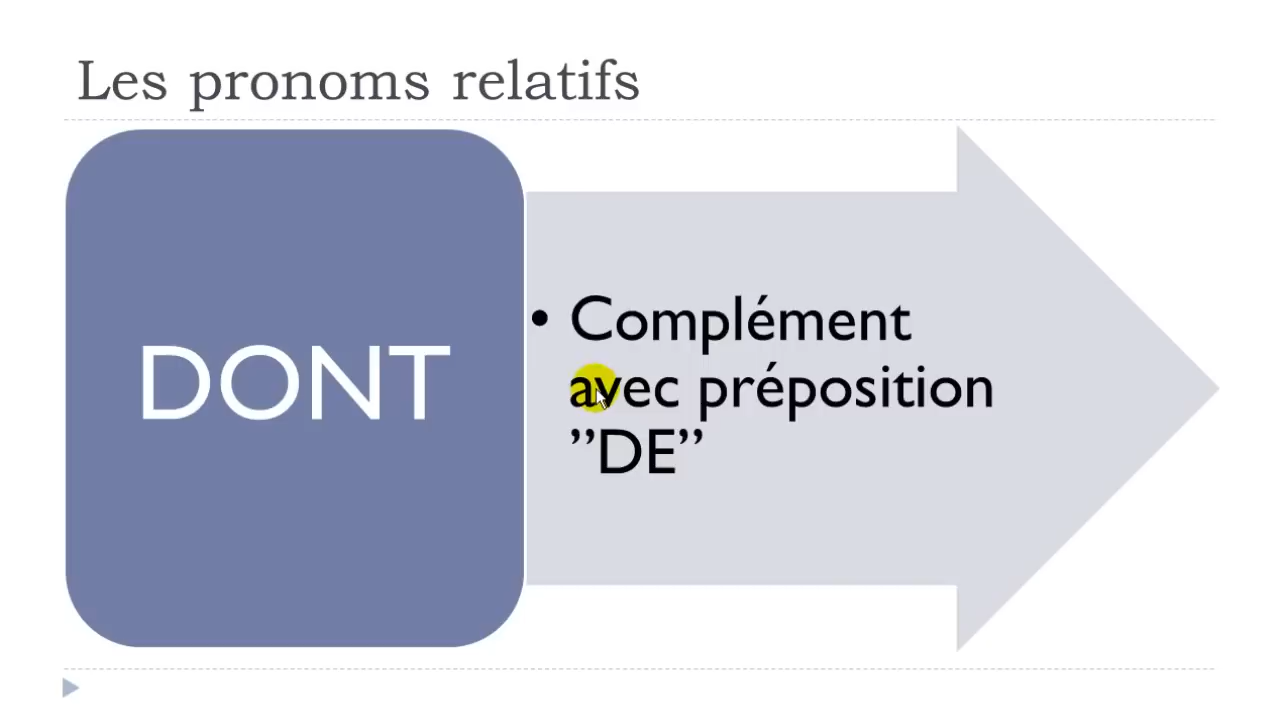 Les pronoms relatifs
DONT
• Complément
avec préposition
”DE”